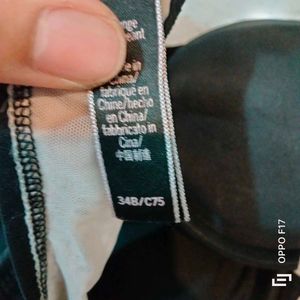 China/
fabriqué en
Chine/hecho
en China/
fabbricato in
Cina/
中国制造
34B/C75
OPPO F17